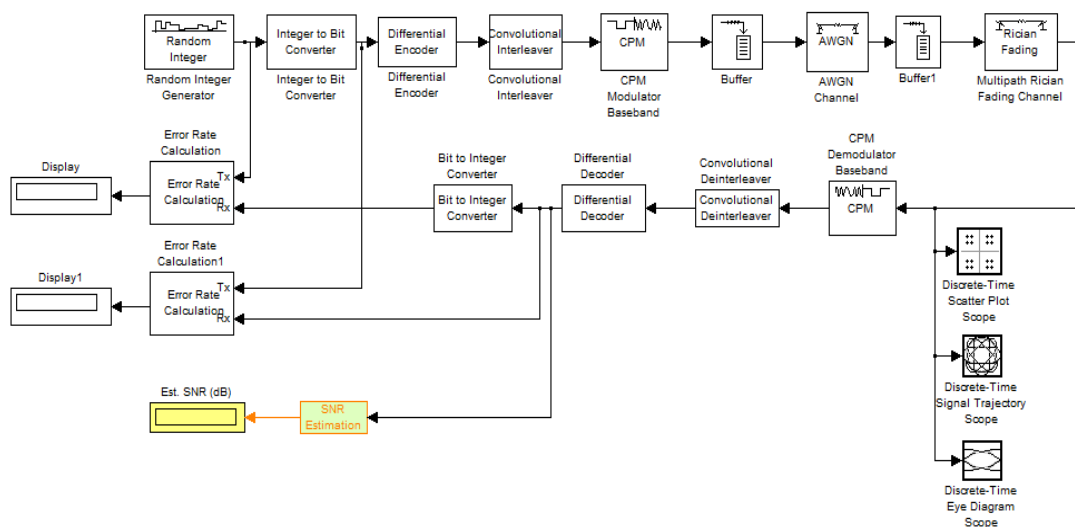 Random
Integer
Random Integer
Generator
Integer to Bit
Converter
Integer to Bit
Converter
Differential
Encoder
Differential
Encoder
Convolutional
Interleaver
Convolutional
Interleaver
CPM
CPM
Modulator
Baseband
Buffer
AWGN
AWGN
Channel
Buffer1
Rician
Fading
Multipath Rician
Fading Channel
Display
Error Rate
Calculation
Error Rate
Calculation
Tx
Rx
Bit to Integer
Converter
Bit to Integer
Converter
Differential
Decoder
Differential
Decoder
Convolutional
Deinterleaver
Convolutional
Deinterleaver
CPM
Demodulator
Baseband
CPM
Display1
Error Rate
Calculation1
Error Rate
Calculation
Tx
Rx
Discrete-Time
Scatter Plot
Scope
Discrete-Time
Signal Trajectory
Scope
Est. SNR (dB)
SNR
Estimation
Discrete-Time
Eye Diagram
Scope